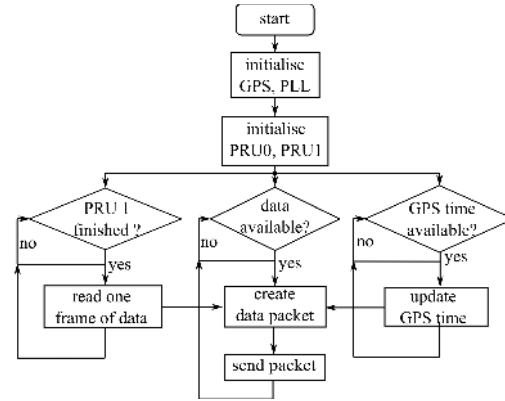 start
initialise
GPS, PLL
initialise
PRU0, PRU1
PRU 1
finished ?
no
yes
read one
frame of data
data
available?
no
yes
create
data packet
send packet
GPS time
available?
no
yes
update
GPS time